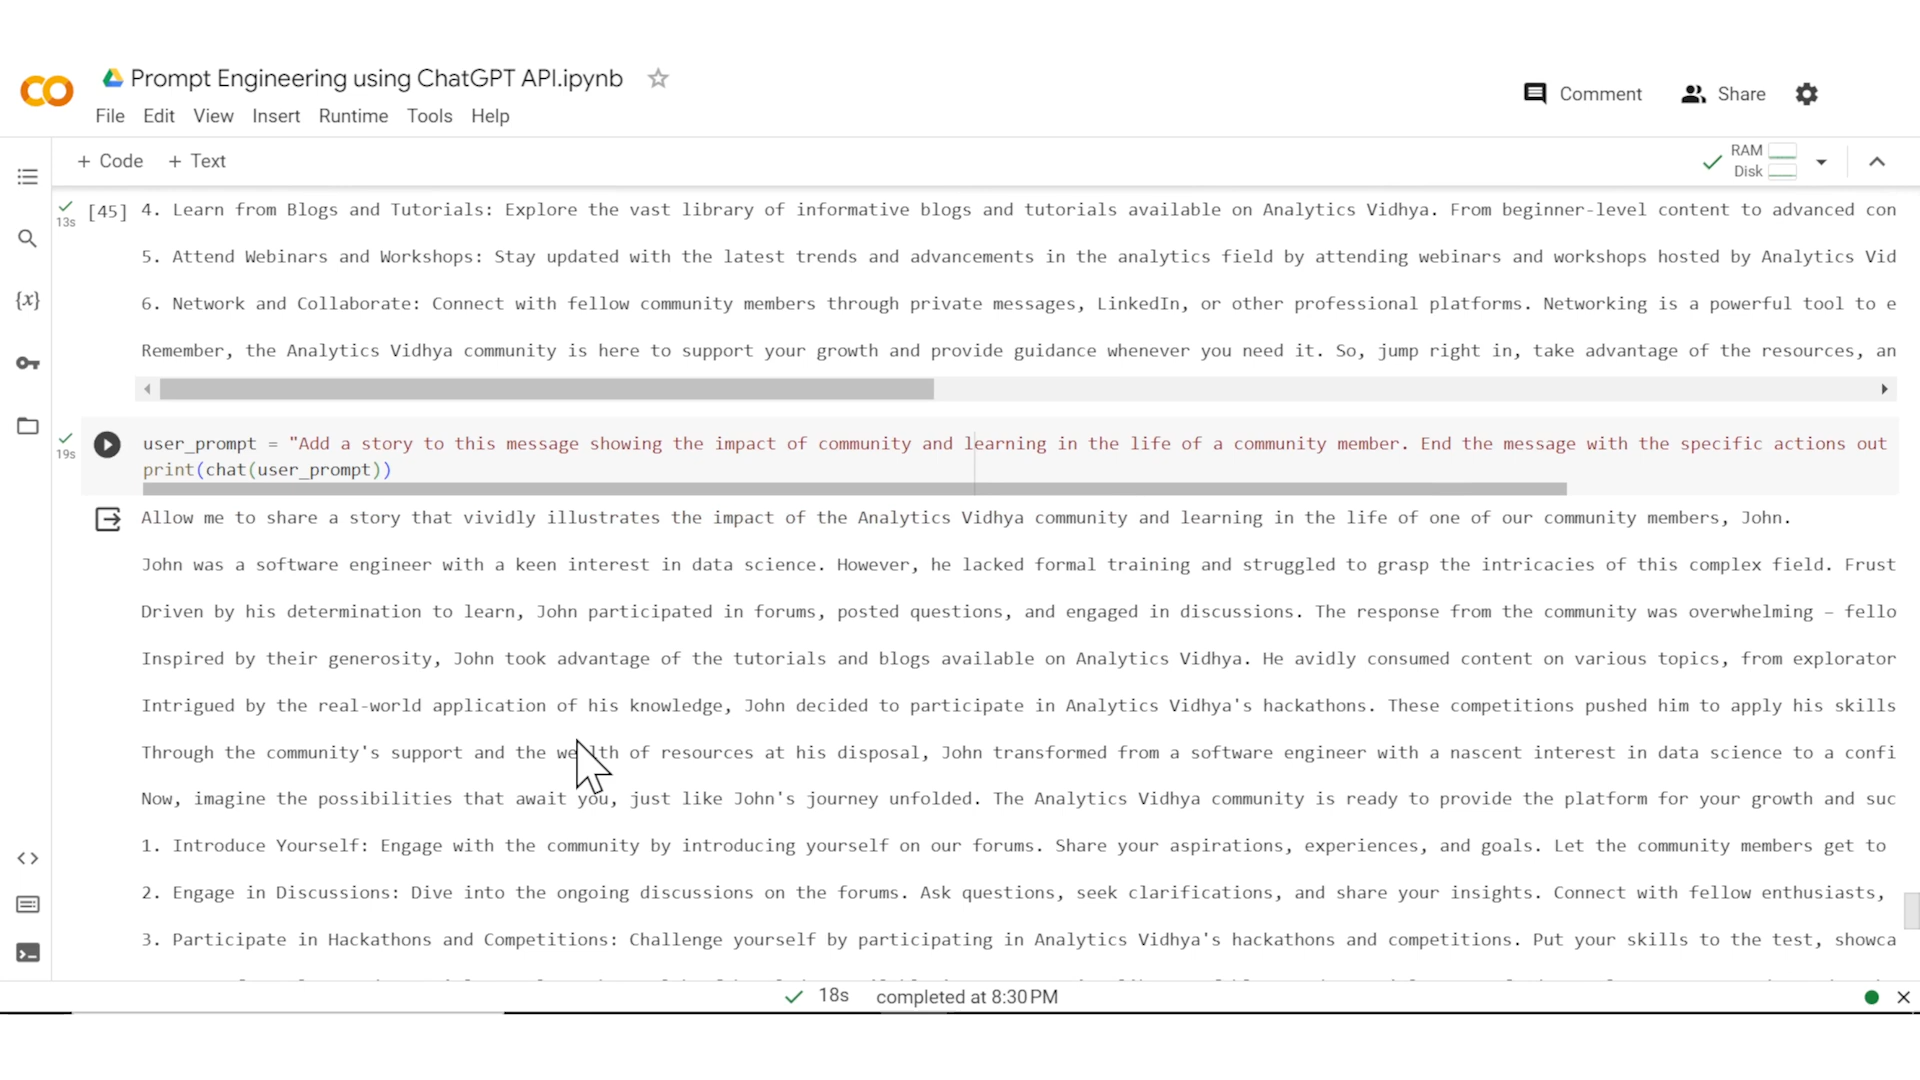 Prompt Engineering using ChatGPT API.ipynb
Comment Share
File Edit View Insert Runtime Tools Help
+ Code + Text
RAM
Disk
13s
[45] 4. Learn from Blogs and Tutorials: Explore the vast library of informative blogs and tutorials available on Analytics Vidhya. From beginner-level content to advanced con
5. Attend Webinars and Workshops: Stay updated with the latest trends and advancements in the analytics field by attending webinars and workshops hosted by Analytics Vid
6. Network and Collaborate: Connect with fellow community members through private messages, LinkedIn, or other professional platforms. Networking is a powerful tool to e
Remember, the Analytics Vidhya community is here to support your growth and provide guidance whenever you need it. So, jump right in, take advantage of the resources, an
19s
user_prompt = "Add a story to this message showing the impact of community and learning in the life of a community member. End the message with the specific actions out
print(chat(user_prompt))
Allow me to share a story that vividly illustrates the impact of the Analytics Vidhya community and learning in the life of one of our community members, John.
John was a software engineer with a keen interest in data science. However, he lacked formal training and struggled to grasp the intricacies of this complex field. Frust
Driven by his determination to learn, John participated in forums, posted questions, and engaged in discussions. The response from the community was overwhelming – fello
Inspired by their generosity, John took advantage of the tutorials and blogs available on Analytics Vidhya. He avidly consumed content on various topics, from explorator
Intrigued by the real-world application of his knowledge, John decided to participate in Analytics Vidhya's hackathons. These competitions pushed him to apply his skills
Through the community's support and the wealth of resources at his disposal, John transformed from a software engineer with a nascent interest in data science to a confi
Now, imagine the possibilities that await you, just like John's journey unfolded. The Analytics Vidhya community is ready to provide the platform for your growth and suc
1. Introduce Yourself: Engage with the community by introducing yourself on our forums. Share your aspirations, experiences, and goals. Let the community members get to
2. Engage in Discussions: Dive into the ongoing discussions on the forums. Ask questions, seek clarifications, and share your insights. Connect with fellow enthusiasts,
3. Participate in Hackathons and Competitions: Challenge yourself by participating in Analytics Vidhya's hackathons and competitions. Put your skills to the test, showca
18s completed at 8:30 PM